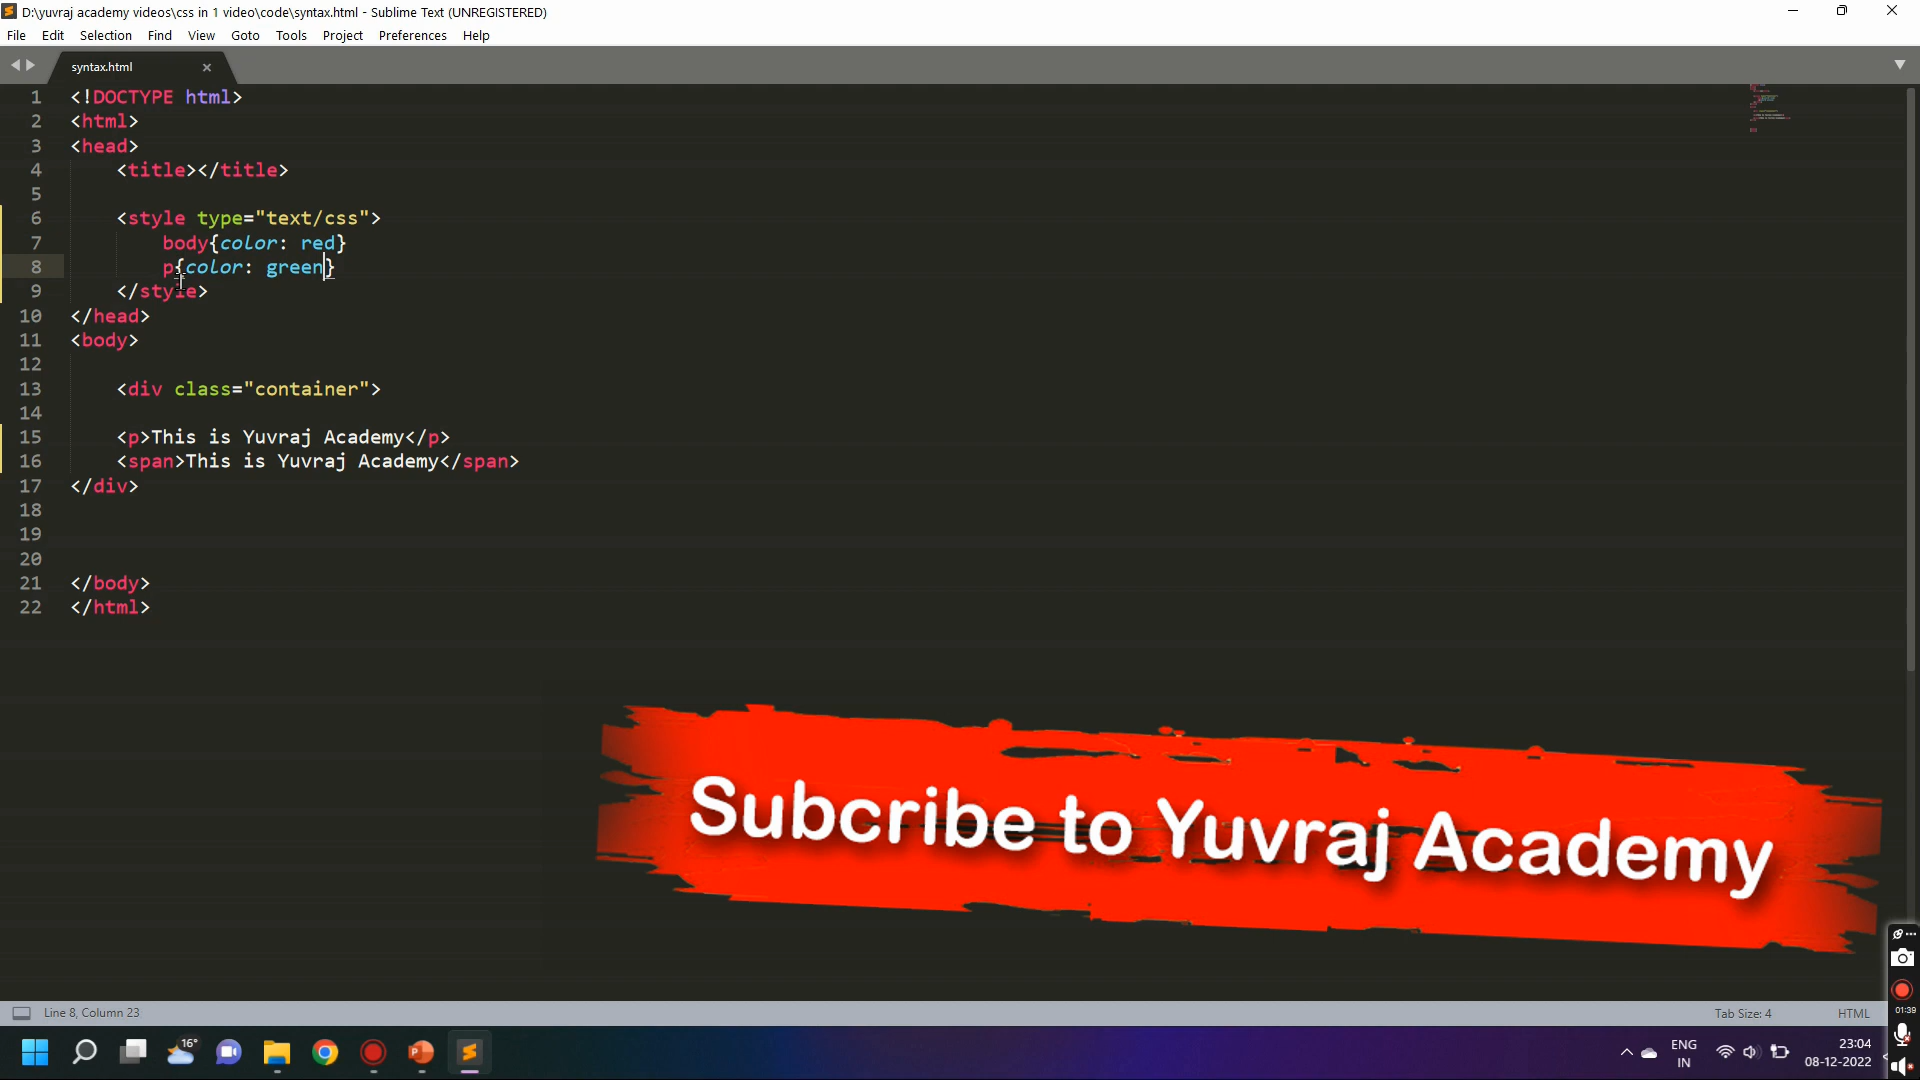 D:\yuvraj academy videos\css in 1 video\code\syntax.html - Sublime Text (UNREGISTERED)
File Edit Selection Find View Goto Tools Project Preferences Help
syntax.html
1 <!DOCTYPE html>
2 <html>
3 <head>
4 <title></title>
5
6 <style type="text/css">
7 body{color: red}
8 p{color: green}
9 </style>
10 </head>
11 <body>
12
13 <div class="container">
14
15 <p>This is Yuvraj Academy</p>
16 <span>This is Yuvraj Academy</span>
17 </div>
18
19
20
21 </body>
22 </html>
Subcribe to Yuvraj Academy
01:39
Line 8, Column 23 Tab Size: 4 HTML
16°
ENG
IN
23:04
08-12-2022